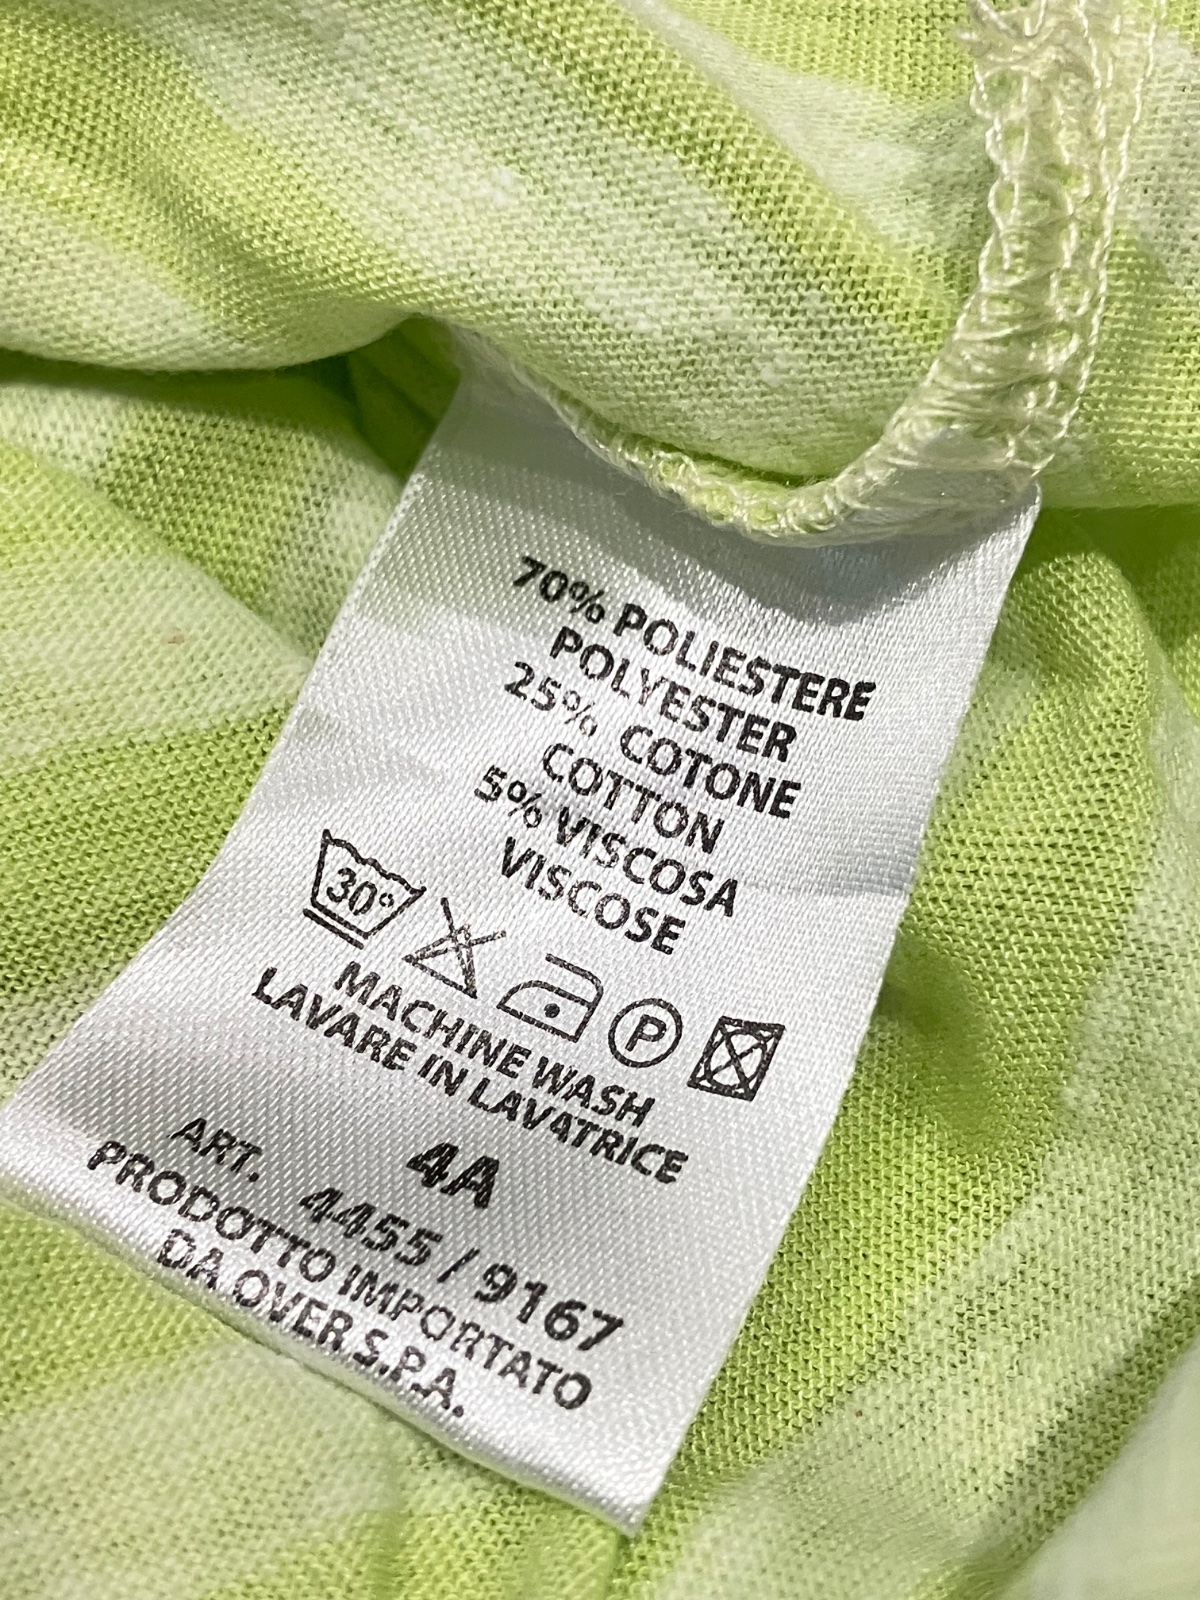 70% POLIESTERE
POLYESTER
25% COTONE
COTTON
5% VISCOSA
VISCOSE
30° P
MACHINE WASH
LAVARE IN LAVATRICE
4A
ART. 4455 / 9167
PRODOTTO IMPORTATO
DA OVER S.P.A.